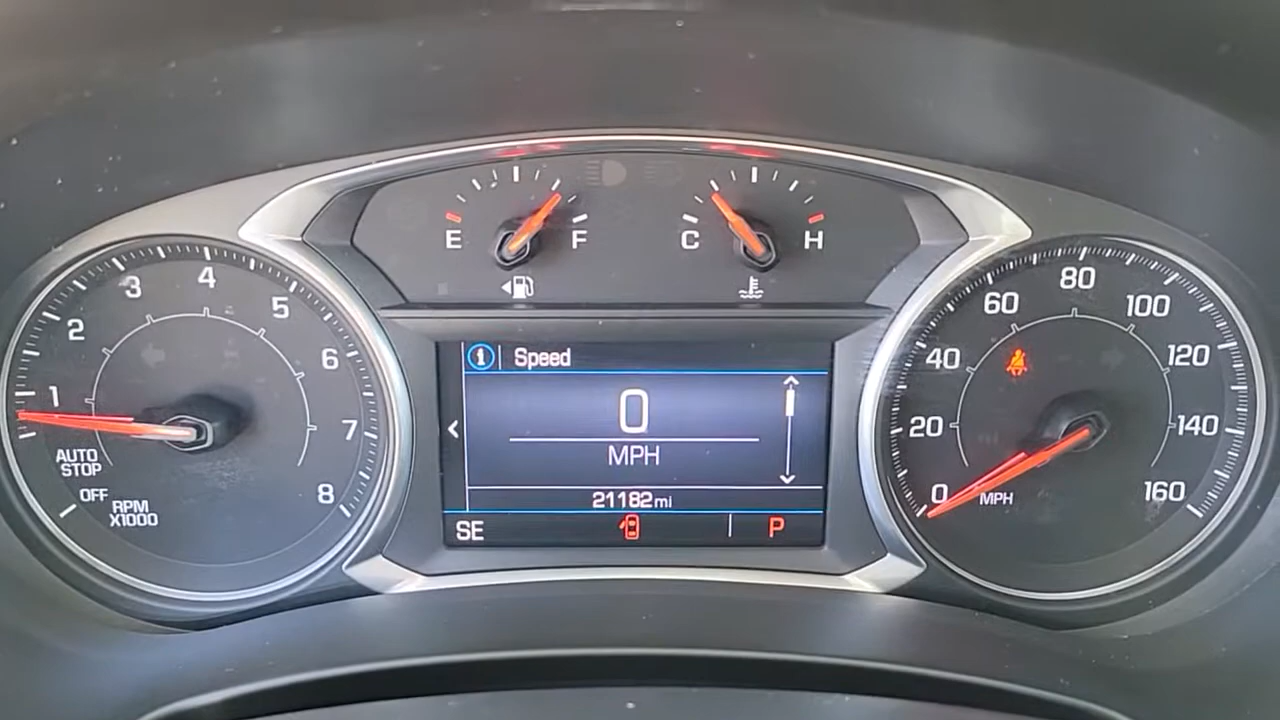 E F
C H
1 2 3 4 5 6 7 8
AUTO
STOP
OFF
RPM
X1000
i Speed
0
MPH
21182 mi
SE P
0 20 40 60 80 100 120 140 160
MPH